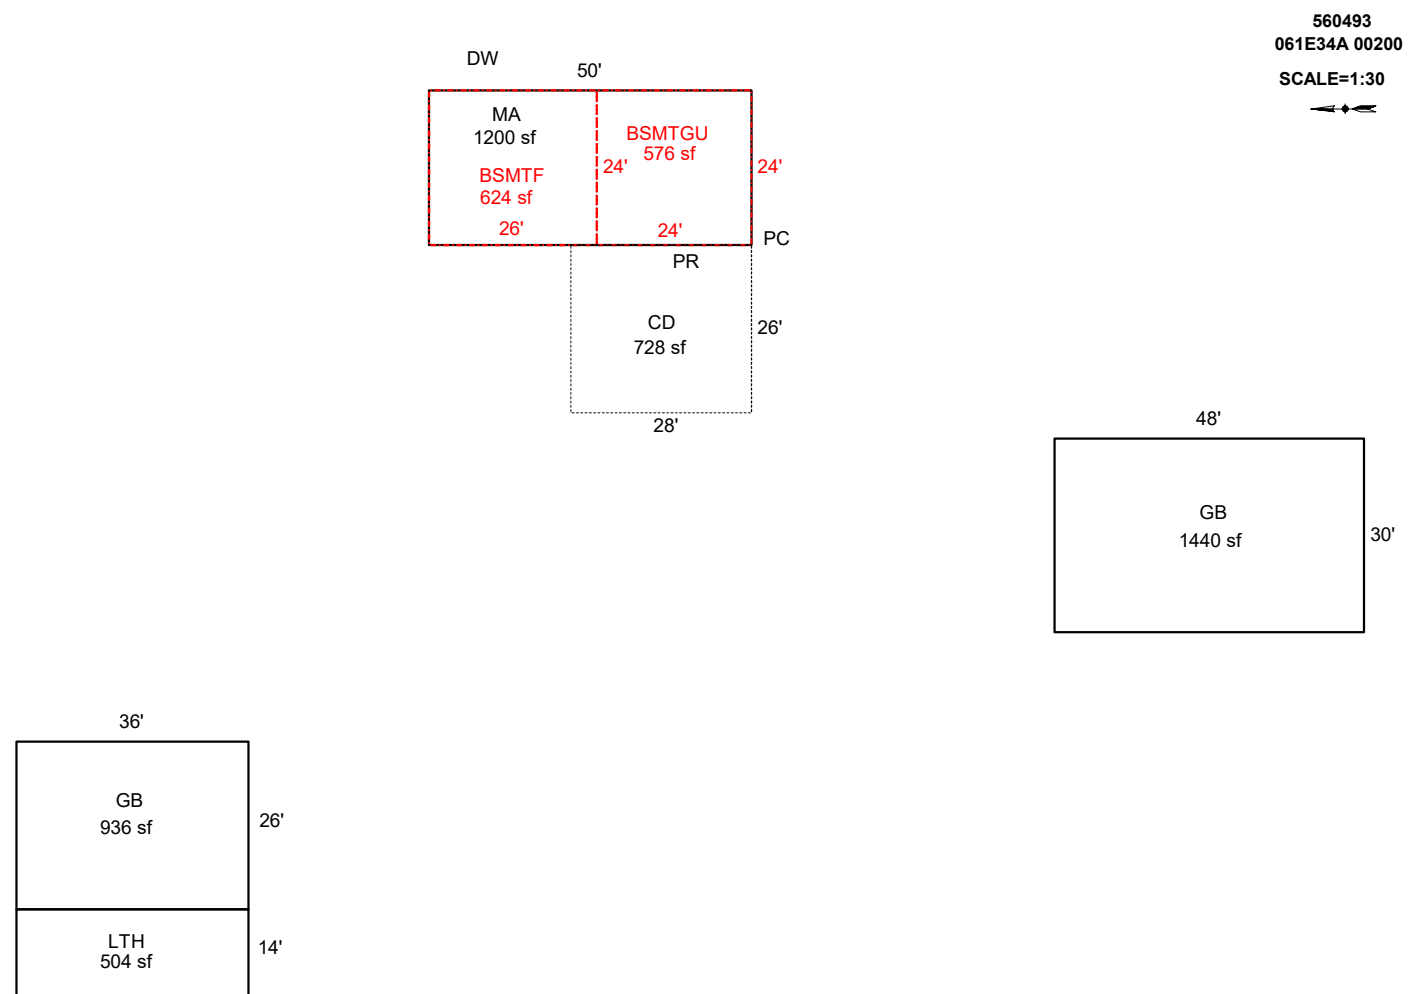 560493
061E34A 00200
SCALE=1:30
DW
50'
MA
1200 sf
BSMTGU
576 sf
24'
24'
BSMTF
624 sf
26'
24'
PC
PR
CD
728 sf
26'
28'
48'
GB
1440 sf
30'
36'
GB
936 sf
26'
LTH
504 sf
14'